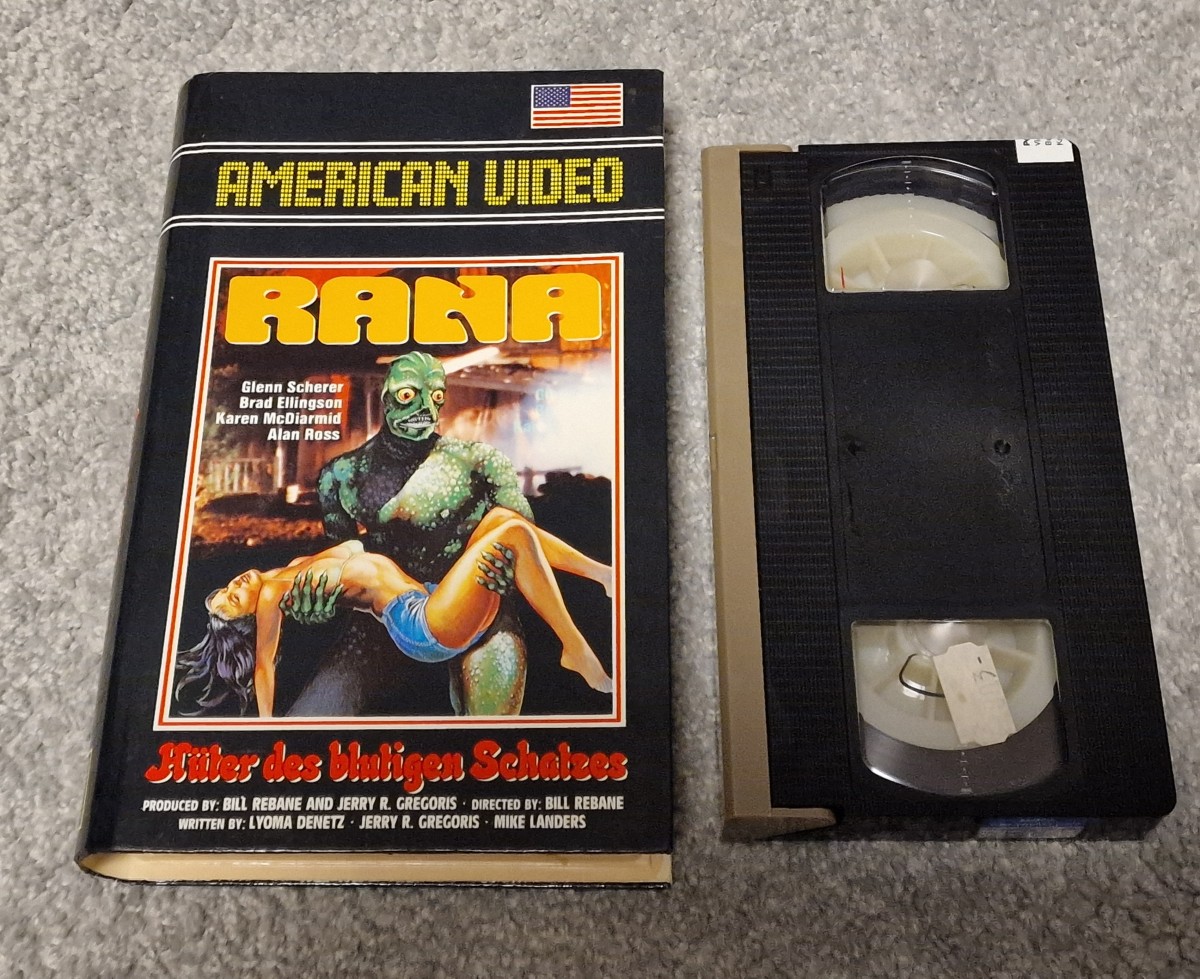 AMERICAN VIDEO
RANA
Glenn Scherer
Brad Ellingson
Karen McDiarmid
Alan Ross
Hüter des blutigen Schatzes
PRODUCED BY: BILL REBANE AND JERRY R. GREGORIS · DIRECTED BY: BILL REBANE
WRITTEN BY: LYOMA DENETZ · JERRY R. GREGORIS · MIKE LANDERS